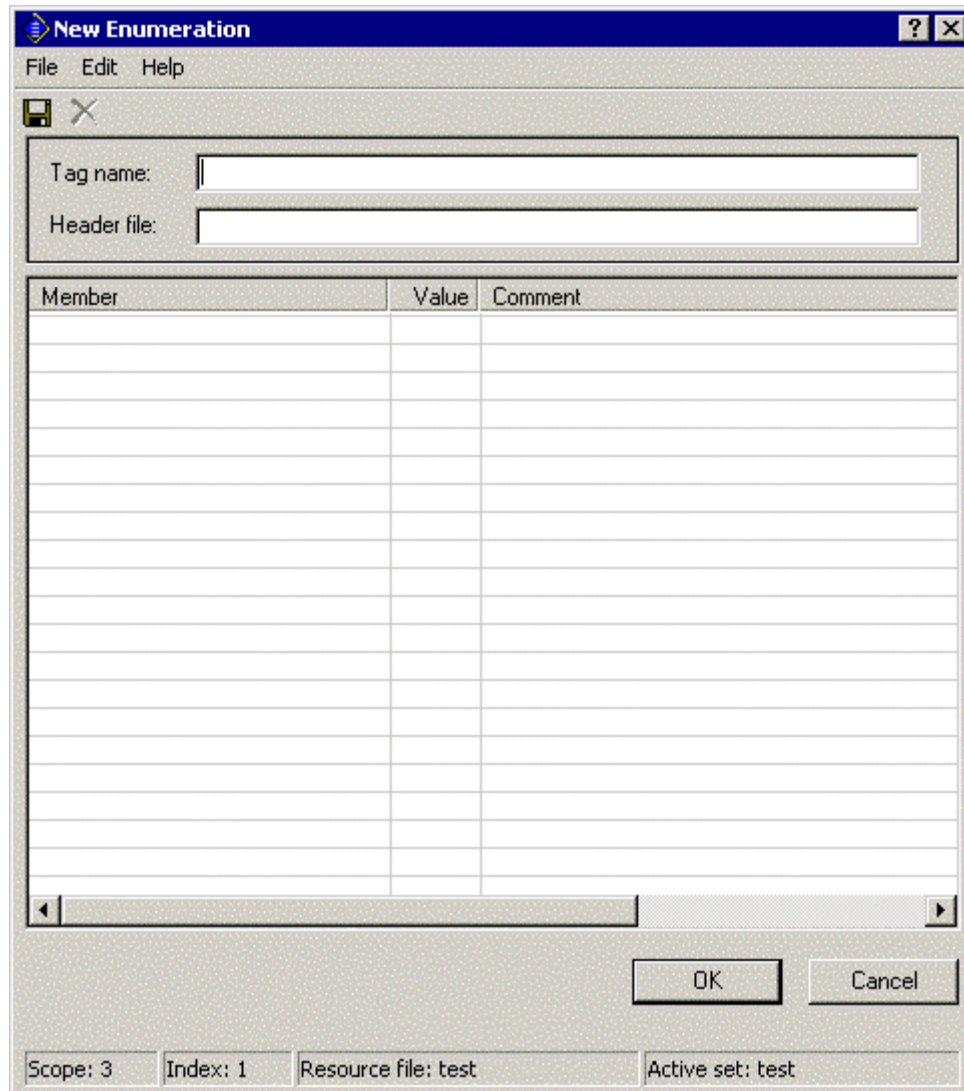 New Enumeration
File Edit Help
Tag name:
Header file:
Member Value Comment
OK Cancel
Scope: 3 Index: 1 Resource file: test Active set: test